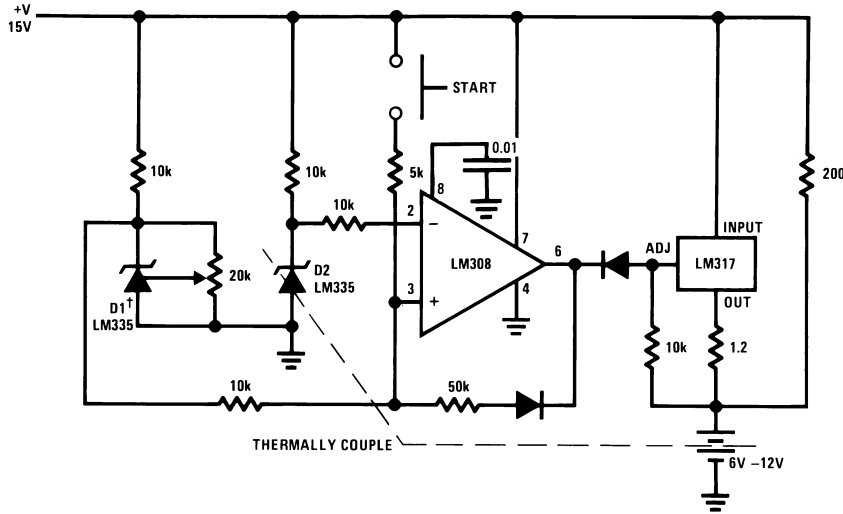 +V
15V
START
10k
10k
5k
0.01
8
200
10k
2
−
7
INPUT
20k
D2
LM335
LM308
6
ADJ
LM317
D1†
LM335
3
+
4
OUT
10k
1.2
10k
50k
THERMALLY COUPLE
6V −12V